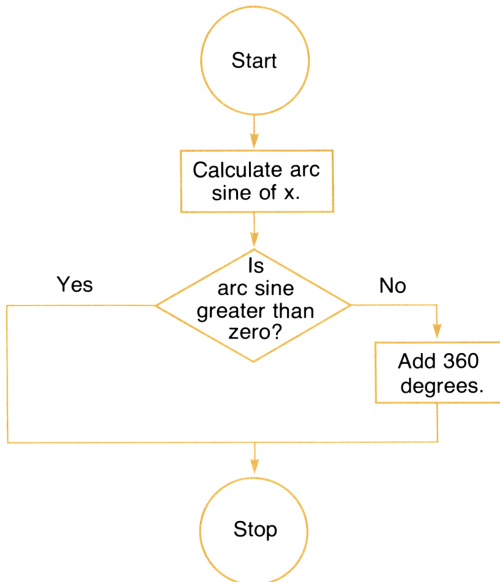 Start
Calculate arc
sine of x.
Is
arc sine
greater than
zero?
Yes
No
Add 360
degrees.
Stop